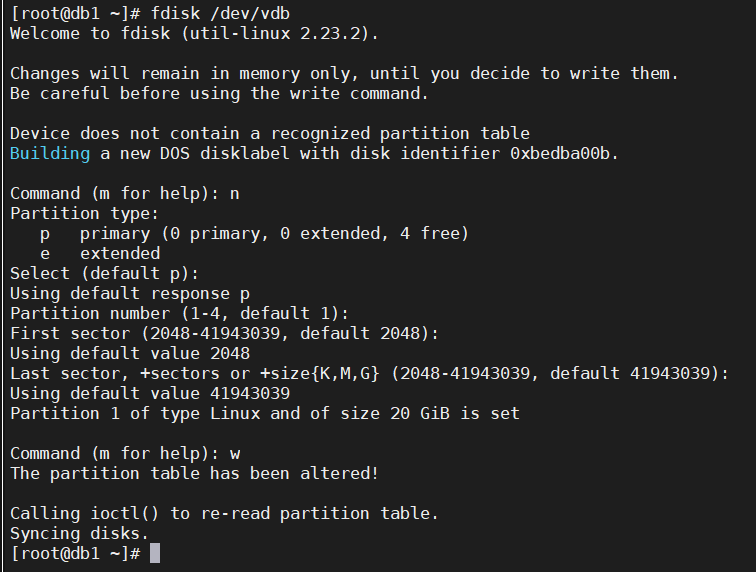 [root@db1 ~]# fdisk /dev/vdb
Welcome to fdisk (util-linux 2.23.2).
Changes will remain in memory only, until you decide to write them.
Be careful before using the write command.
Device does not contain a recognized partition table
Building a new DOS disklabel with disk identifier 0xbedba00b.
Command (m for help): n
Partition type:
   p   primary (0 primary, 0 extended, 4 free)
   e   extended
Select (default p):
Using default response p
Partition number (1-4, default 1):
First sector (2048-41943039, default 2048):
Using default value 2048
Last sector, +sectors or +size{K,M,G} (2048-41943039, default 41943039):
Using default value 41943039
Partition 1 of type Linux and of size 20 GiB is set
Command (m for help): w
The partition table has been altered!
Calling ioctl() to re-read partition table.
Syncing disks.
[root@db1 ~]#